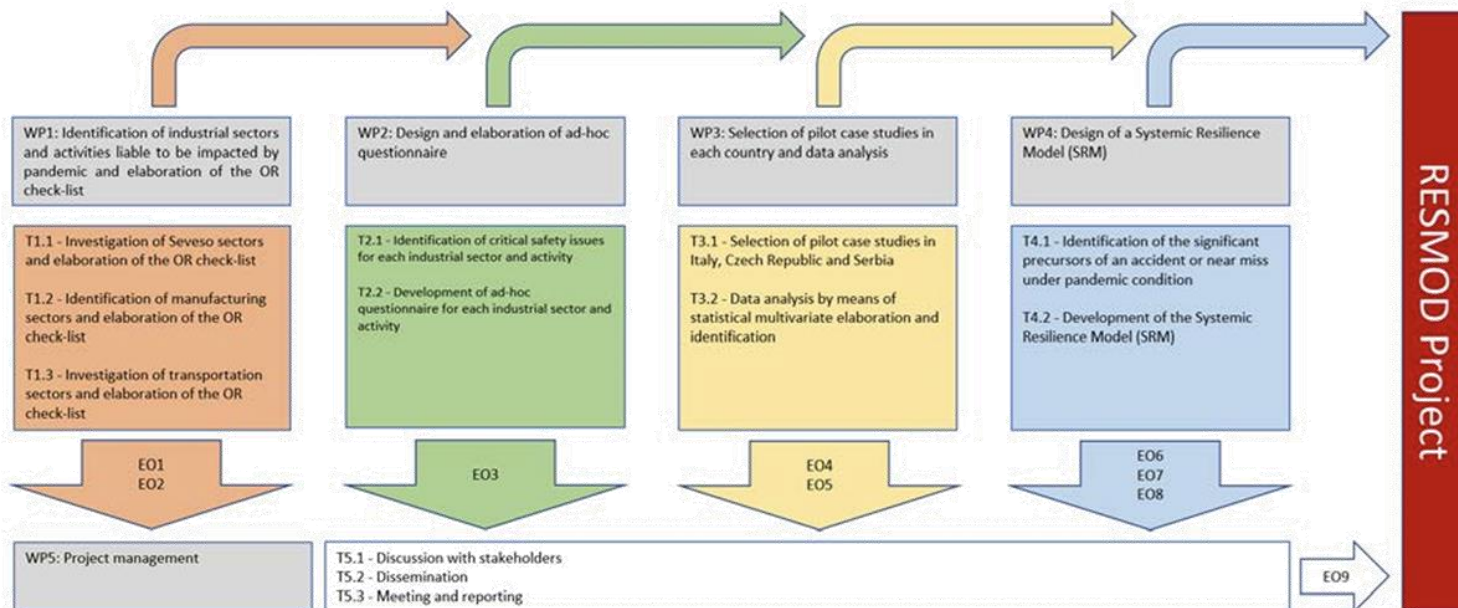 WP1: Identification of industrial sectors
and activities liable to be impacted by
pandemic and elaboration of the OR
check-list
WP2: Design and elaboration of ad-hoc
questionnaire
WP3: Selection of pilot case studies in
each country and data analysis
WP4: Design of a Systemic Resilience
Model (SRM)
T1.1 - Investigation of Seveso sectors
and elaboration of the OR check-list
T1.2 - Identification of manufacturing
sectors and elaboration of the OR
check-list
T1.3 - Investigation of transportation
sectors and elaboration of the OR
check-list
T2.1 - Identification of critical safety issues
for each industrial sector and activity
T2.2 - Development of ad-hoc
questionnaire for each industrial sector and
activity
T3.1 - Selection of pilot case studies in
Italy, Czech Republic and Serbia
T3.2 - Data analysis by means of
statistical multivariate elaboration and
identification
T4.1 - Identification of the significant
precursors of an accident or near miss
under pandemic condition
T4.2 - Development of the Systemic
Resilience Model (SRM)
EO1
EO2
EO3
EO4
EO5
EO6
EO7
EO8
WP5: Project management
T5.1 - Discussion with stakeholders
T5.2 - Dissemination
T5.3 - Meeting and reporting
EO9
RESMOD Project